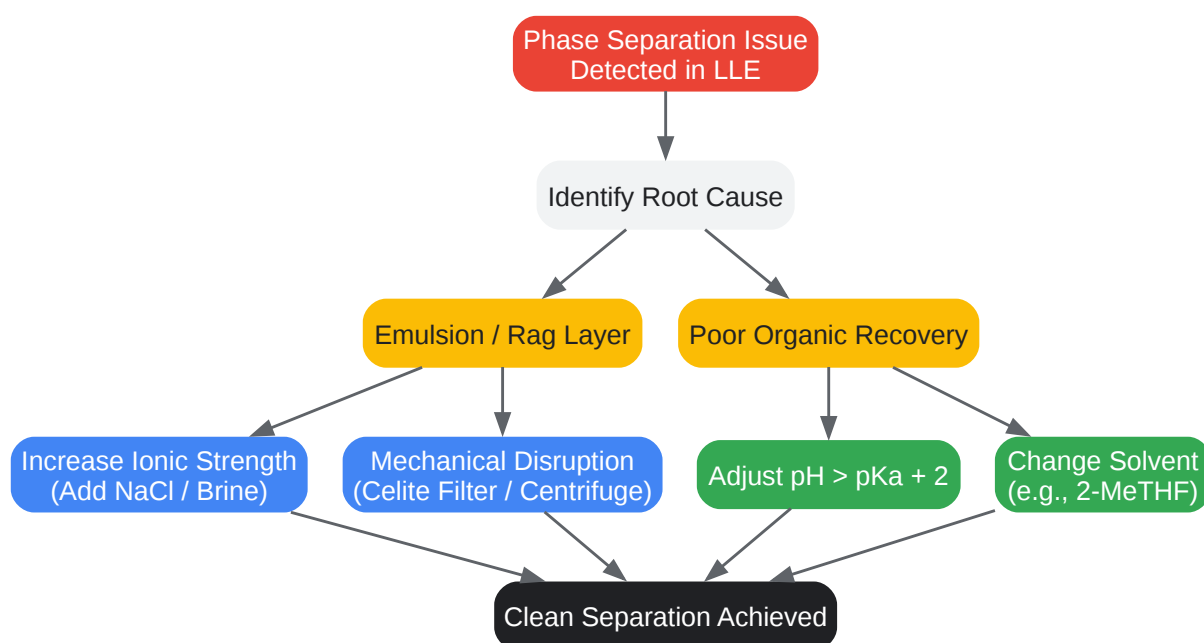 Phase Separation Issue
Detected in LLE
Identify Root Cause
Emulsion / Rag Layer
Poor Organic Recovery
Increase Ionic Strength
(Add NaCl / Brine)
Mechanical Disruption
(Celite Filter / Centrifuge)
Adjust pH > pKa + 2
Change Solvent
(e.g., 2-MeTHF)
Clean Separation Achieved